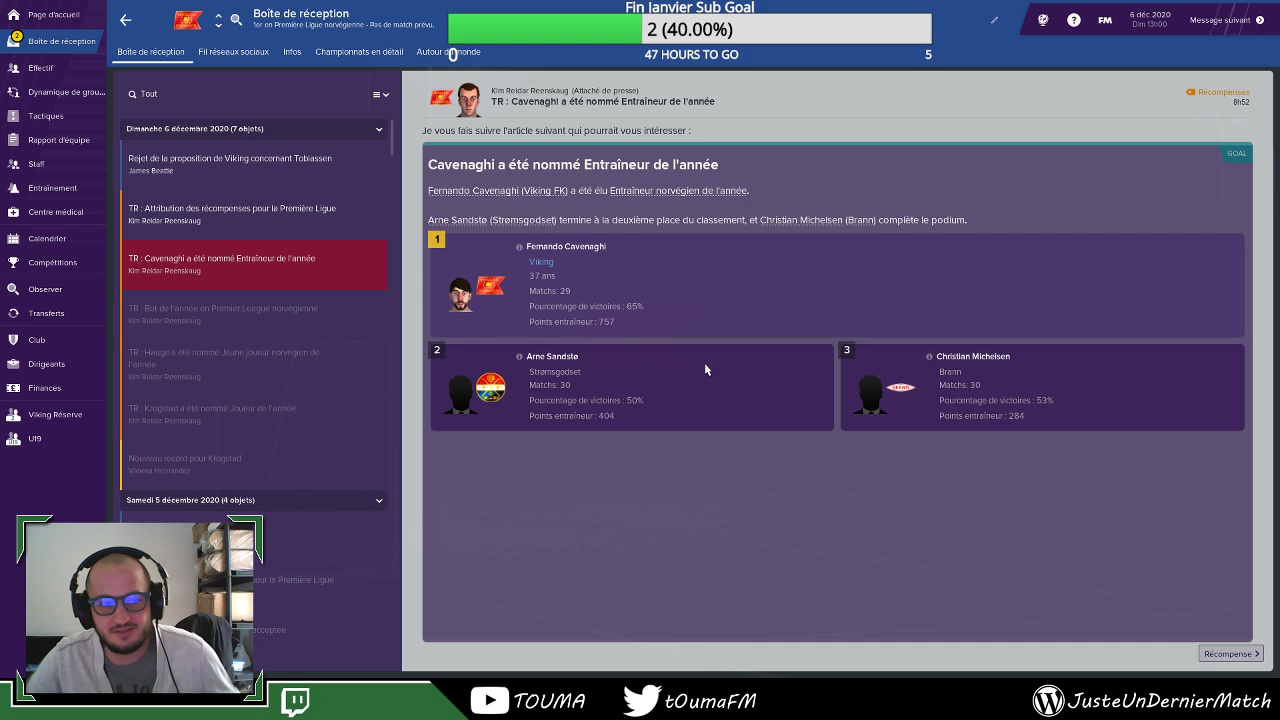 Fin Janvier Sub Goal
2 (40.00%)
0
47 HOURS TO GO
5
Page d'accueil
2
Boîte de réception
Effectif
Dynamique de grou...
Tactiques
Rapport d'équipe
Staff
Entraînement
Centre médical
Calendrier
Compétitions
Observer
Transferts
Club
Dirigeants
Finances
Viking Réserve
U19
Boîte de réception
1er en Première Ligue norvégienne - Pas de match prévu.
FM
6 déc 2020
Dim 13h00
Message suivant
Boîte de réception
Fil réseaux sociaux
Infos
Championnats en détail
Autour du monde
Tout
Dimanche 6 décembre 2020 (7 objets)
Rejet de la proposition de Viking concernant Tobiassen
James Beattie
TR : Attribution des récompenses pour la Première Ligue
Kim Reidar Reenskaug
TR : Cavenaghi a été nommé Entraîneur de l'année
Kim Reidar Reenskaug
TR : But de l'année en Premier League norvégienne
Kim Reidar Reenskaug
TR : Hauge a été nommé Jeune joueur norvégien de
l'année
Kim Reidar Reenskaug
TR : Krogstad a été nommé Joueur de l'année
Kim Reidar Reenskaug
Nouveau record pour Krogstad
Vanesa Hernández
Samedi 5 décembre 2020 (4 objets)
pour la Première Ligue
acceptée
Kim Reidar Reenskaug (Attaché de presse)
TR : Cavenaghi a été nommé Entraîneur de l'année
Récompenses
8h52
Je vous fais suivre l'article suivant qui pourrait vous intéresser :
GOAL
Cavenaghi a été nommé Entraîneur de l'année
Fernando Cavenaghi (Viking FK) a été élu Entraîneur norvégien de l'année.
Arne Sandstø (Strømsgodset) termine à la deuxième place du classement, et Christian Michelsen (Brann) complète le podium.
1
Fernando Cavenaghi
Viking
37 ans
Matchs: 29
Pourcentage de victoires : 65%
Points entraîneur : 757
2
Arne Sandstø
Strømsgodset
Matchs: 30
Pourcentage de victoires : 50%
Points entraîneur : 404
3
Christian Michelsen
Brann
Matchs: 30
Pourcentage de victoires : 53%
Points entraîneur : 284
Récompense
TOUMA
tOumaFM
JusteUnDernierMatch